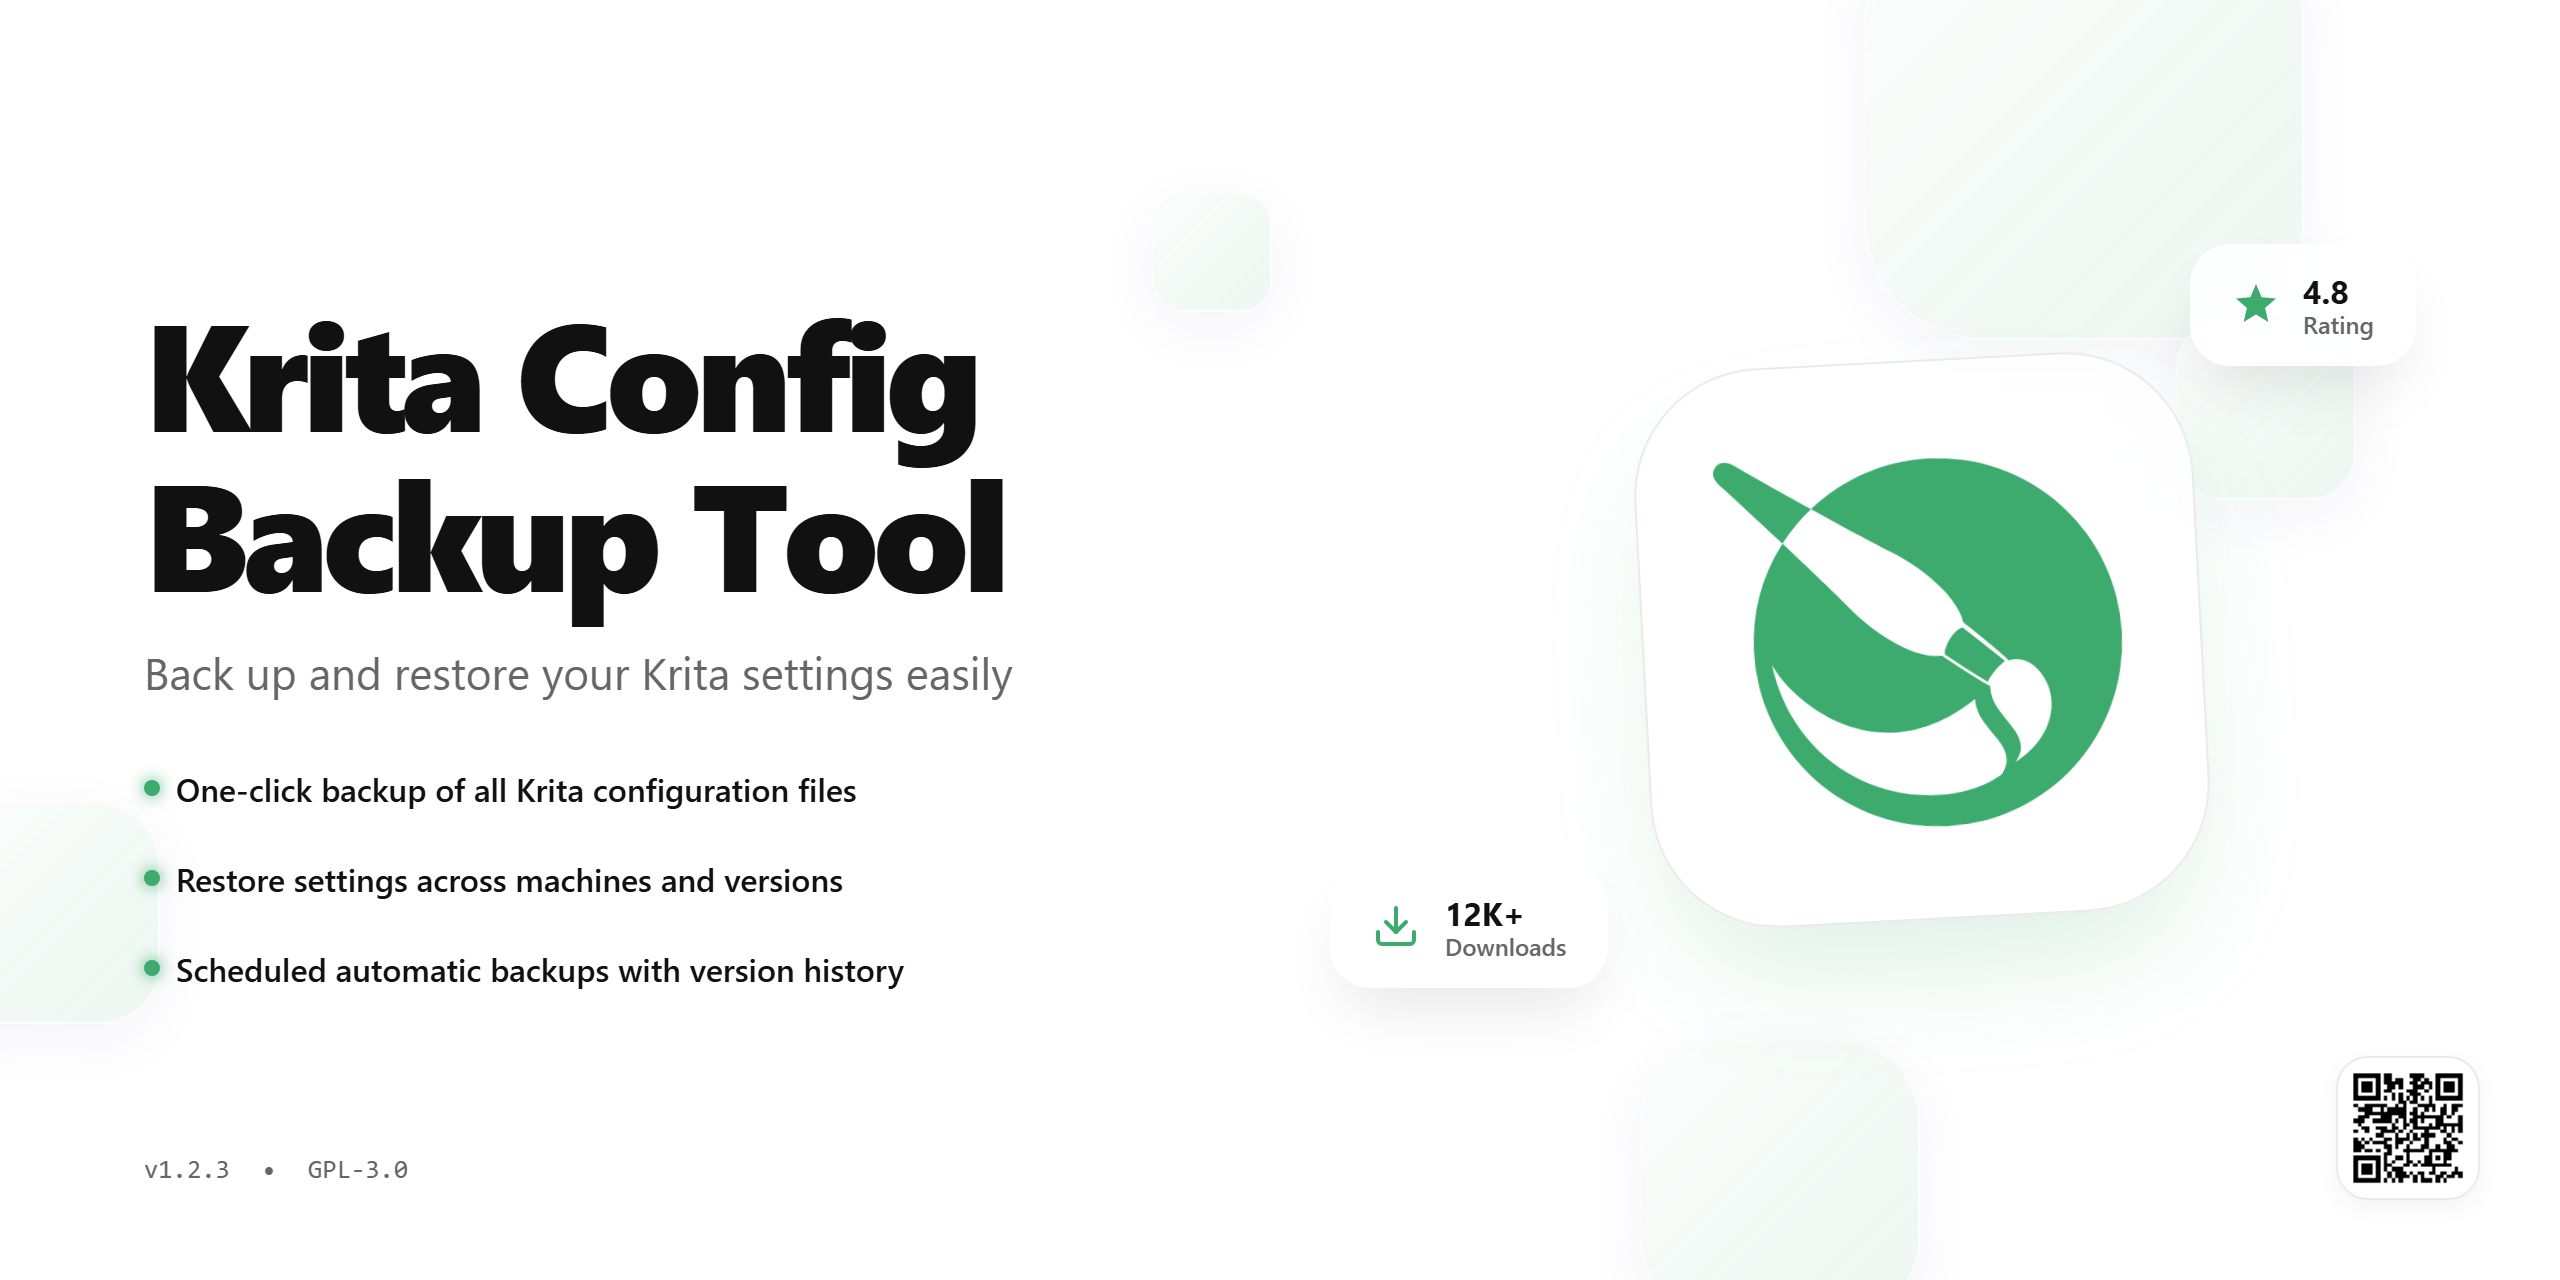 Krita Config
Backup Tool
Back up and restore your Krita settings easily
One-click backup of all Krita configuration files
Restore settings across machines and versions
Scheduled automatic backups with version history
v1.2.3 • GPL-3.0
4.8
Rating
12K+
Downloads